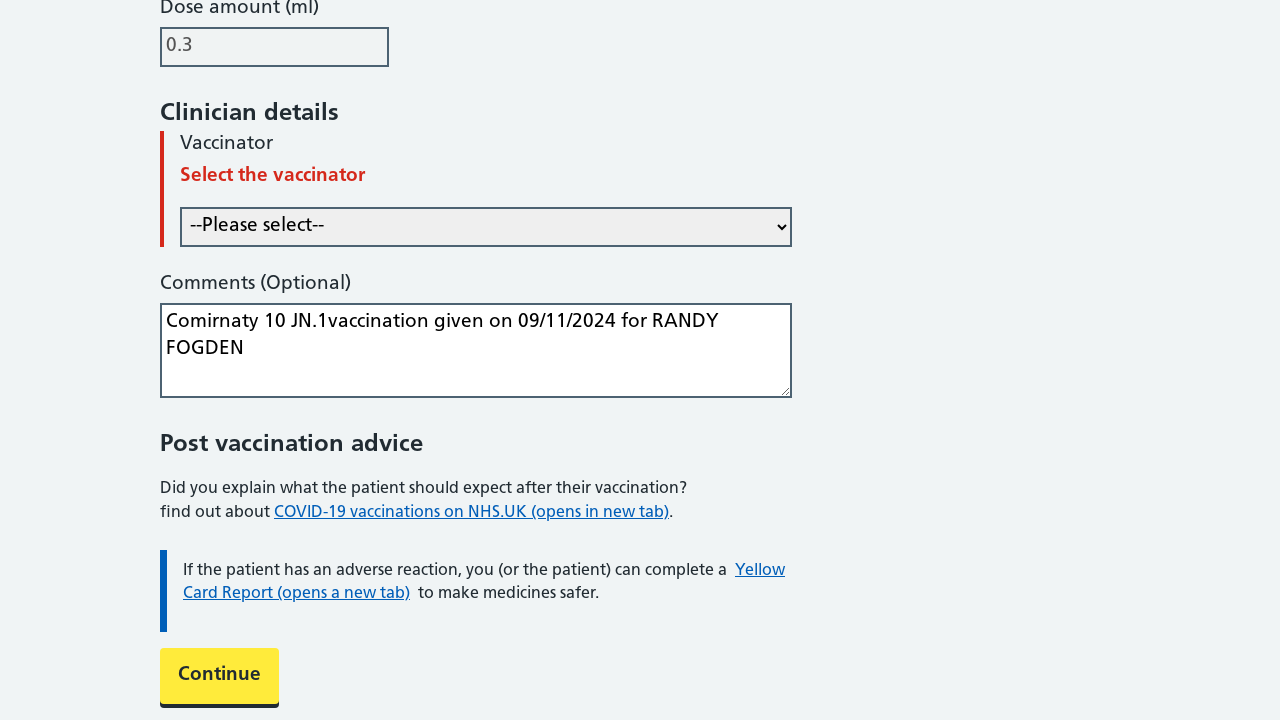 Dose amount (ml)
0.3
Clinician details
Vaccinator
Select the vaccinator
--Please select--
Comments (Optional)
Comirnaty 10 JN.1vaccination given on 09/11/2024 for RANDY
FOGDEN
Post vaccination advice
Did you explain what the patient should expect after their vaccination?
find out about COVID-19 vaccinations on NHS.UK (opens in new tab).
If the patient has an adverse reaction, you (or the patient) can complete a Yellow
Card Report (opens a new tab) to make medicines safer.
Continue